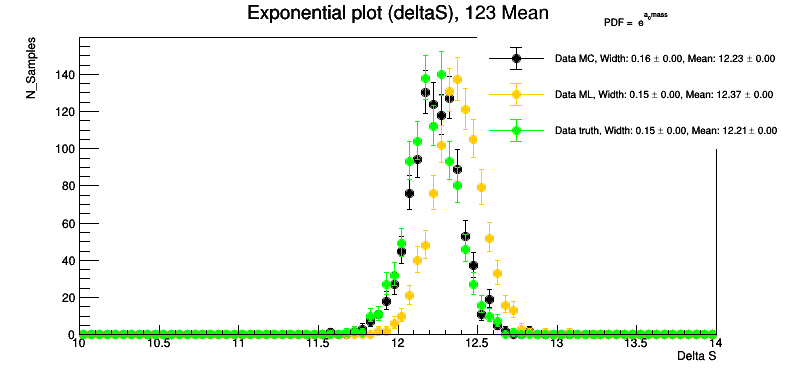 Exponential plot (deltaS), 123 Mean
PDF = e^{a_0 mass}
N_Samples
Data MC, Width: 0.16 ± 0.00, Mean: 12.23 ± 0.00
Data ML, Width: 0.15 ± 0.00, Mean: 12.37 ± 0.00
Data truth, Width: 0.15 ± 0.00, Mean: 12.21 ± 0.00
140
120
100
80
60
40
20
0
10 10.5 11 11.5 12 12.5 13 13.5 14
Delta S